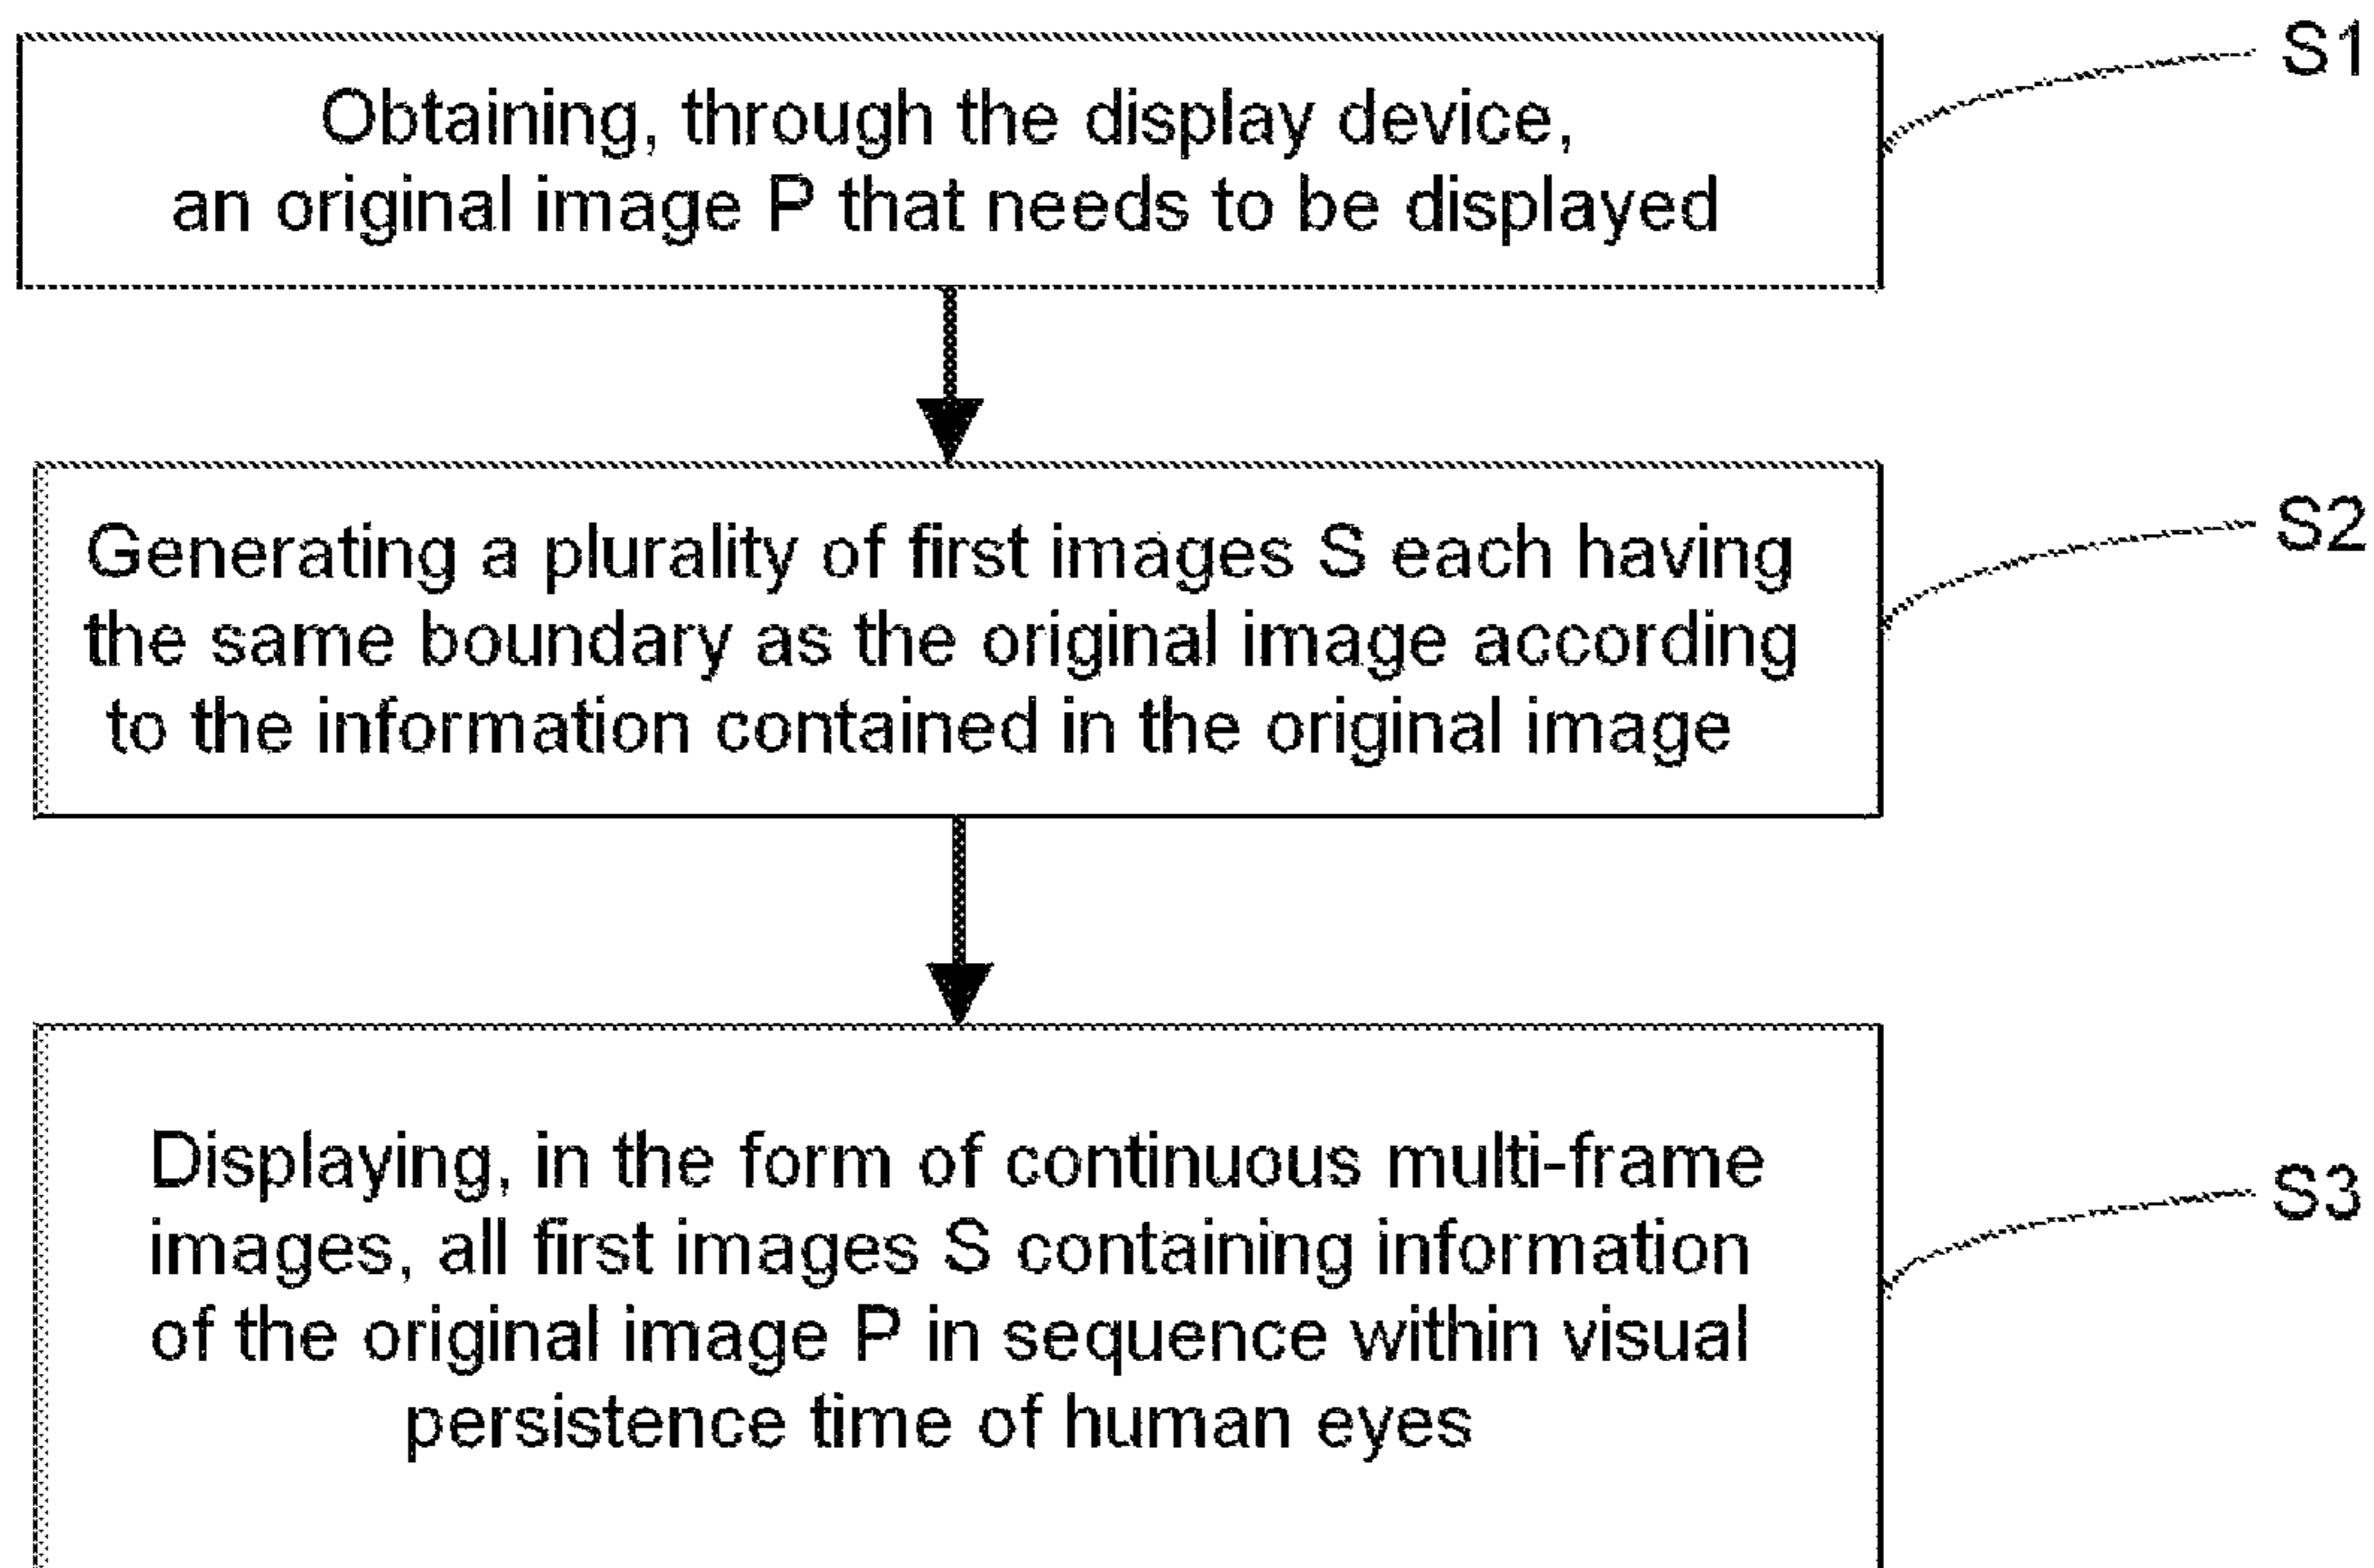 Obtaining, through the display device,
an original image P that needs to be displayed
S1
Generating a plurality of first images S each having
the same boundary as the original image according
to the information contained in the original image
S2
Displaying, in the form of continuous multi-frame
images, all first images S containing information
of the original image P in sequence within visual
persistence time of human eyes
S3